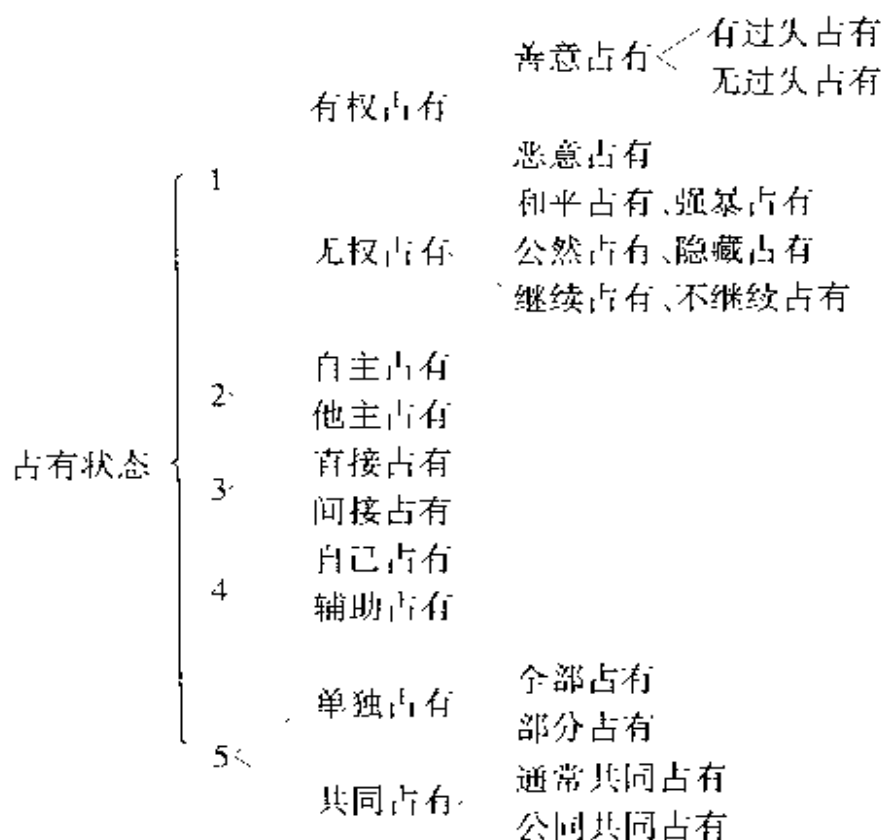 善意占有 有过失占有
无过失占有
有权占有
恶意占有
1
和平占有、强暴占有
无权占有 公然占有、隐藏占有
继续占有、不继续占有
自主占有
2
他主占有
占有状态 直接占有
3
间接占有
自己占有
4
辅助占有
全部占有
单独占有
部分占有
5
通常共同占有
共同占有
公同共同占有